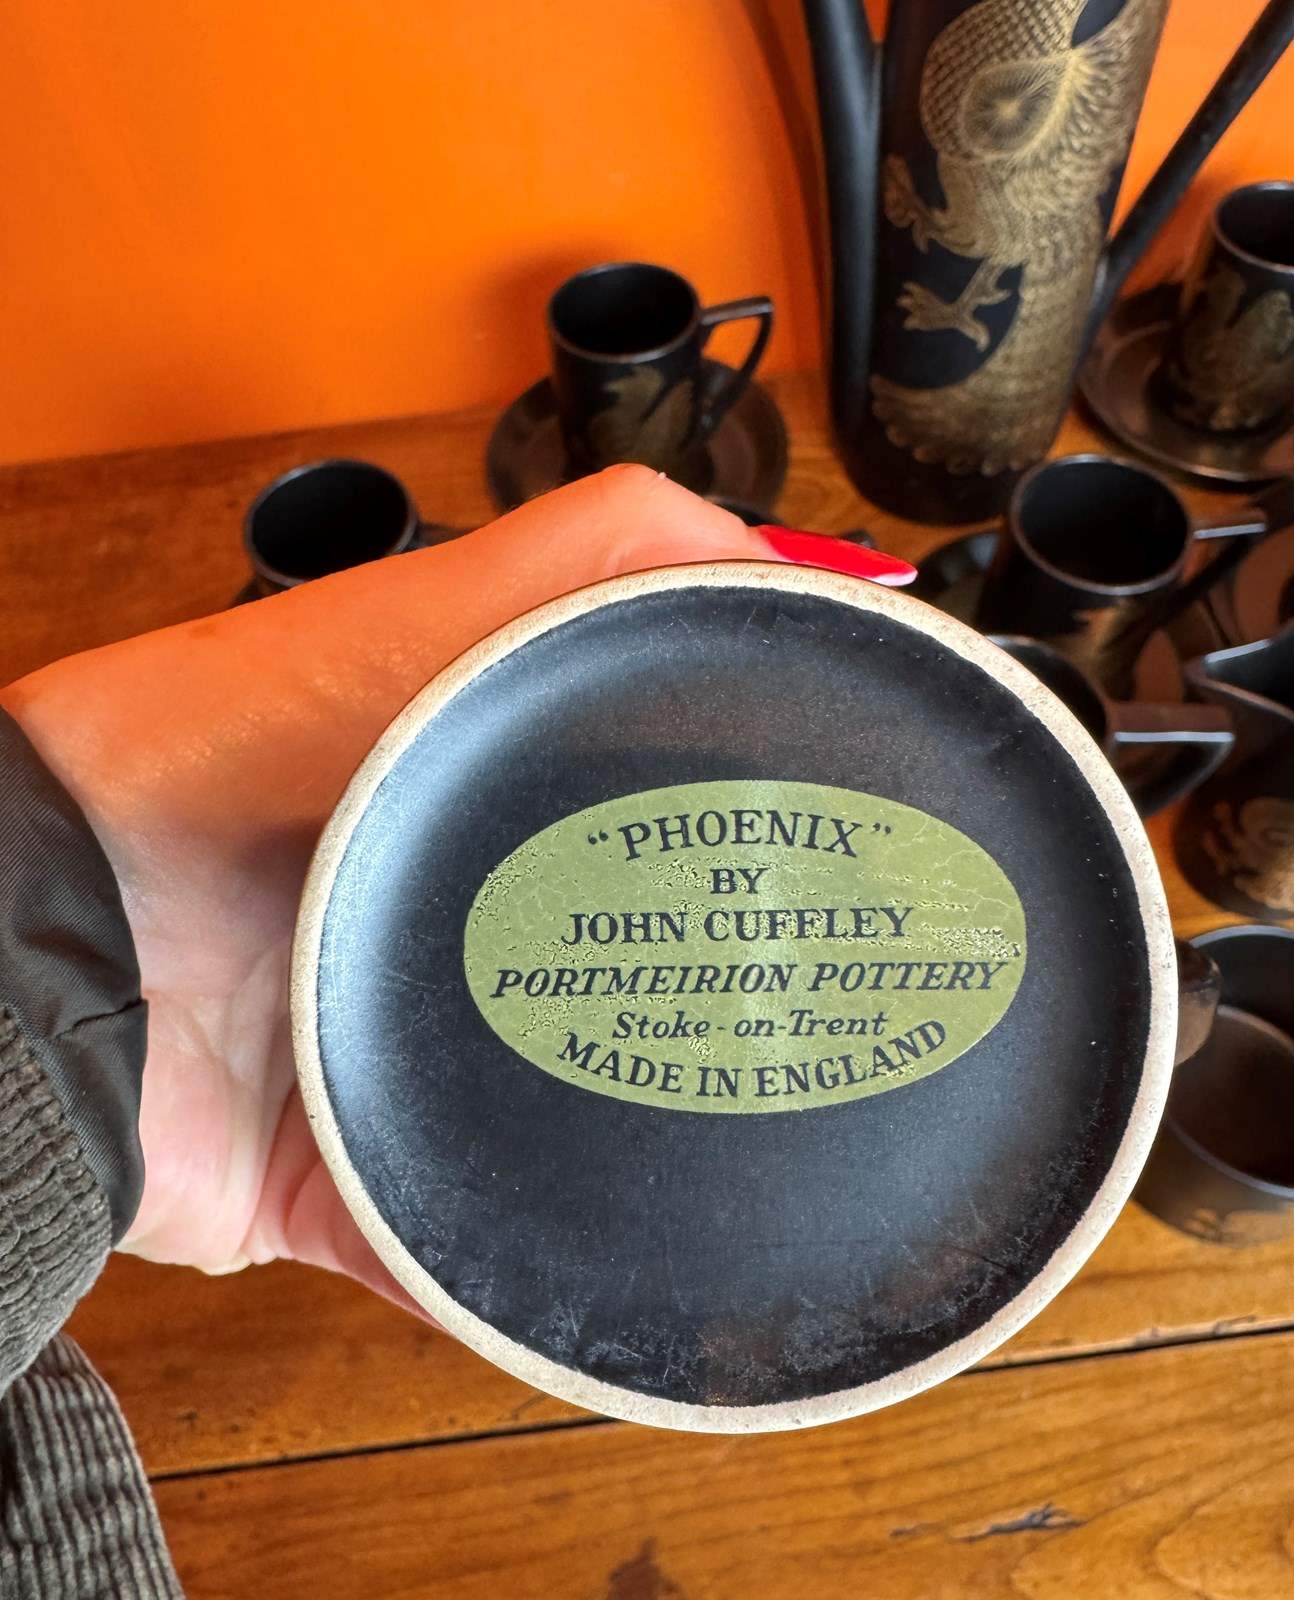 “PHOENIX”
BY
JOHN CUFFLEY
PORTMEIRION POTTERY
Stoke-on-Trent
MADE IN ENGLAND